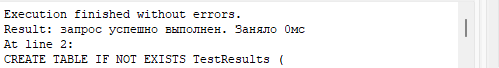 Execution finished without errors.
Result: запрос успешно выполнен. Заняло 0мс
At line 2:
CREATE TABLE IF NOT EXISTS TestResults (